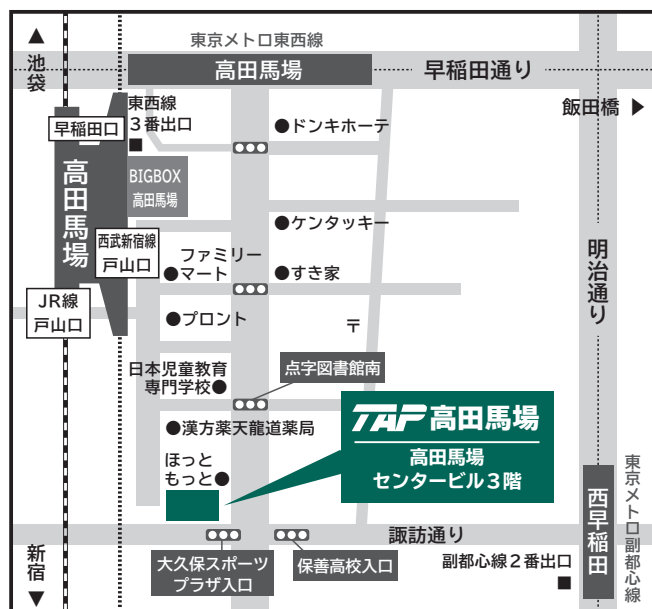 東京メトロ東西線
▲
池袋
高田馬場
早稲田通り
飯田橋 ▶
東西線
3番出口
■
早稲田口
●ドンキホーテ
高田馬場
BIGBOX
高田馬場
●ケンタッキー
西武新宿線
戸山口
ファミリー
●マート
●すき家
明治通り
JR線
戸山口
●プロント
〒
日本児童教育
専門学校●
点字図書館南
●漢方薬天龍道薬局
TAP 高田馬場
高田馬場
センタービル3階
ほっと
もっと●
諏訪通り
西早稲田
東京メトロ副都心線
新宿
▼
大久保スポーツ
プラザ入口
保善高校入口
副都心線2番出口
■